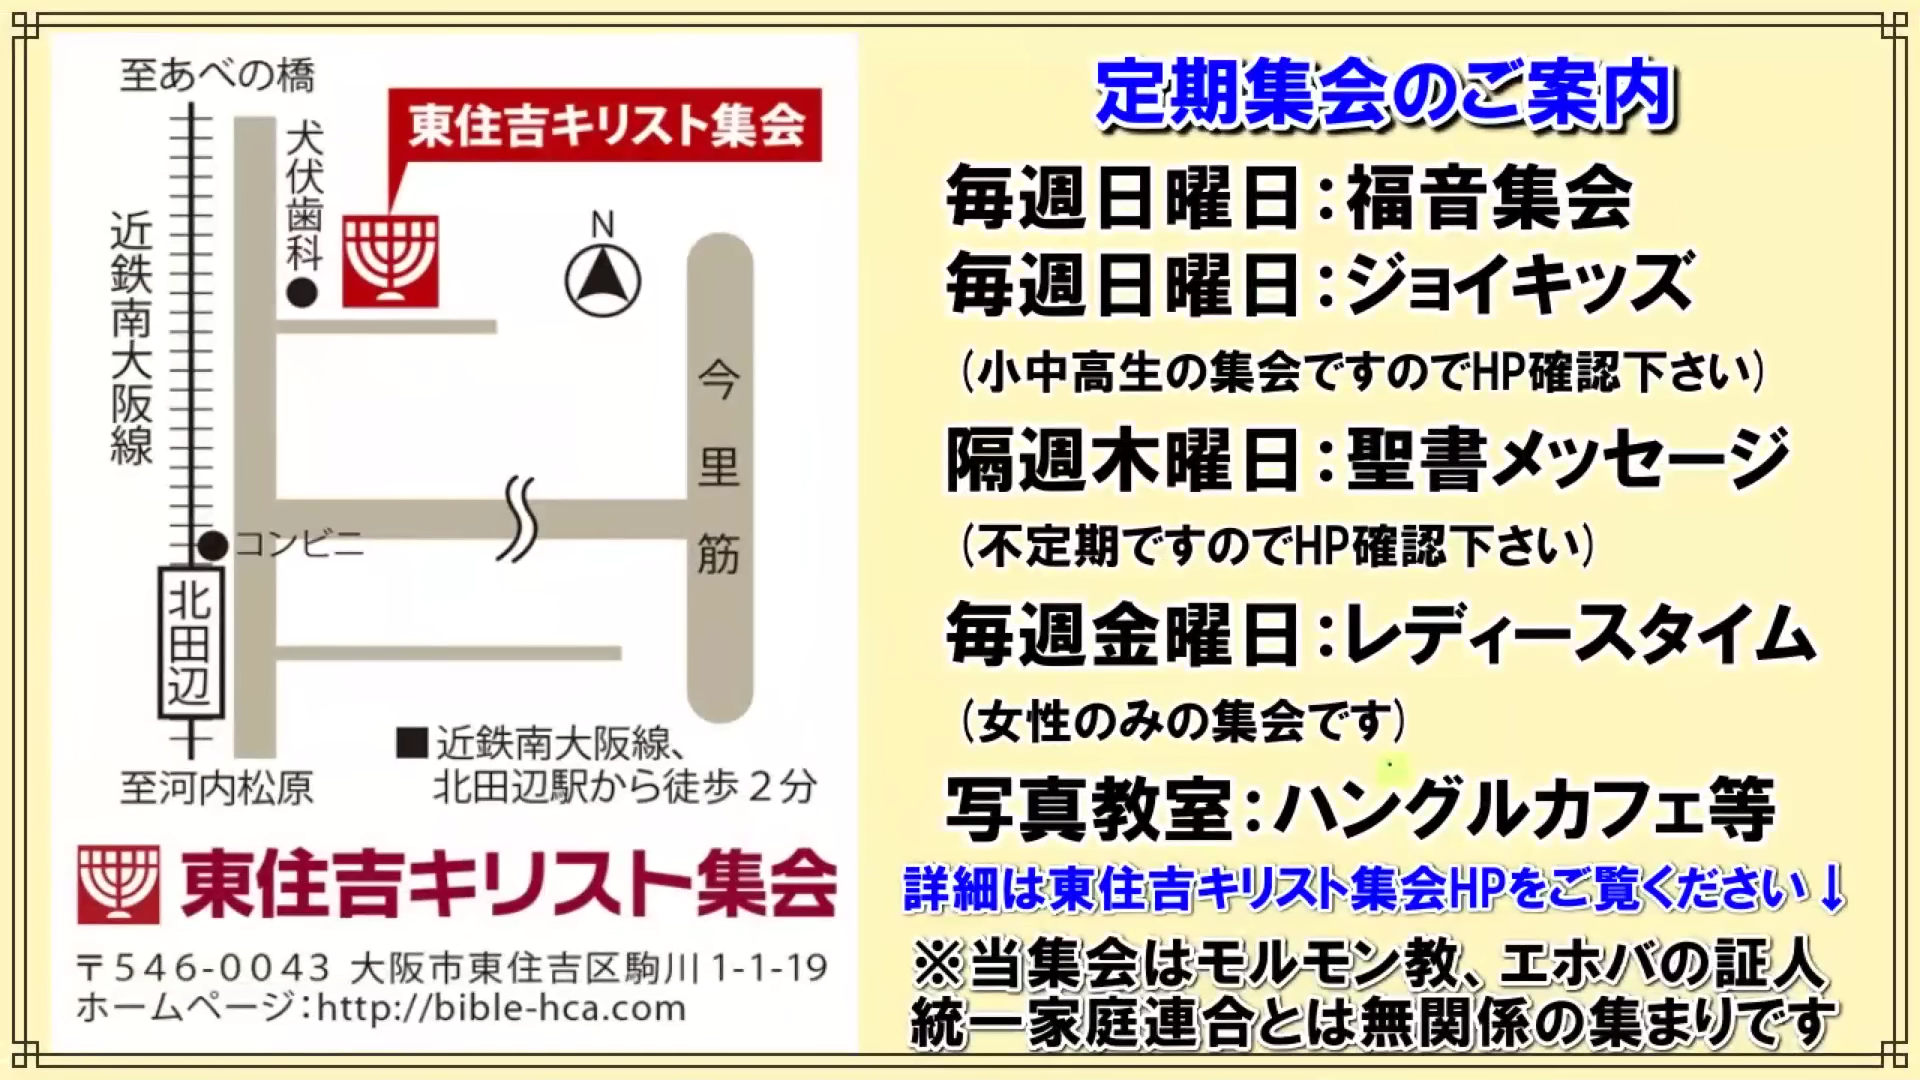 至あべの橋
東住吉キリスト集会
犬伏歯科
近鉄南大阪線
N
今里筋
コンビニ
北田辺
■近鉄南大阪線、
北田辺駅から徒歩２分
至河内松原
東住吉キリスト集会
〒546-0043 大阪市東住吉区駒川1-1-19
ホームページ：http://bible-hca.com
定期集会のご案内
毎週日曜日：福音集会
毎週日曜日：ジョイキッズ
（小中高生の集会ですのでHP確認下さい）
隔週木曜日：聖書メッセージ
（不定期ですのでHP確認下さい）
毎週金曜日：レディースタイム
（女性のみの集会です）
写真教室：ハングルカフェ等
詳細は東住吉キリスト集会HPをご覧ください↓
※当集会はモルモン教、エホバの証人
統一家庭連合とは無関係の集まりです